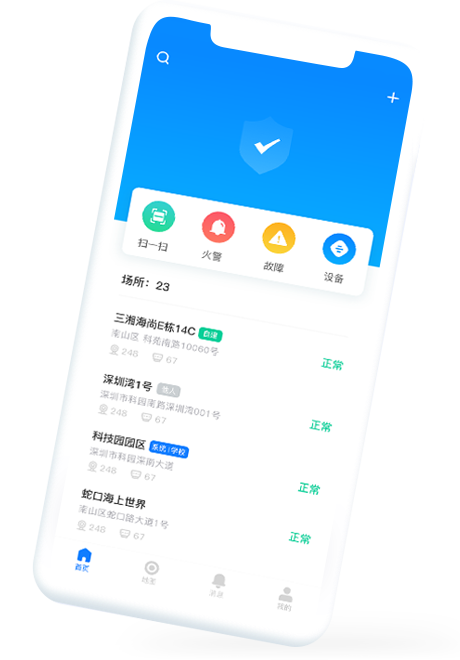 扫一扫
火警
故障
设备
场所：23
三湘海尚E栋14C 自建
南山区 科苑南路10060号
248 67
正常
深圳湾1号
深圳市科园南路深圳湾001号
248 67
正常
科技园园区 系统|学校
深圳市科园深南大道
248 67
正常
蛇口海上世界
南山区蛇口路大道1号
248 67
正常
首页
地图
消息
我的